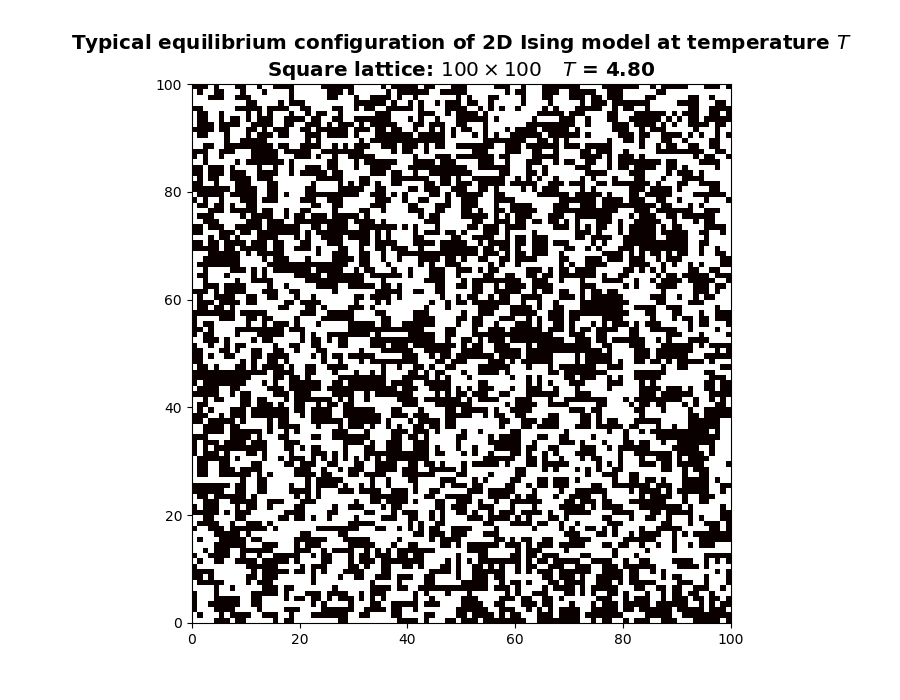 Typical equilibrium configuration of 2D Ising model at temperature T
Square lattice: 100 × 100 T = 4.80
100
80
60
40
20
0
0 20 40 60 80 100